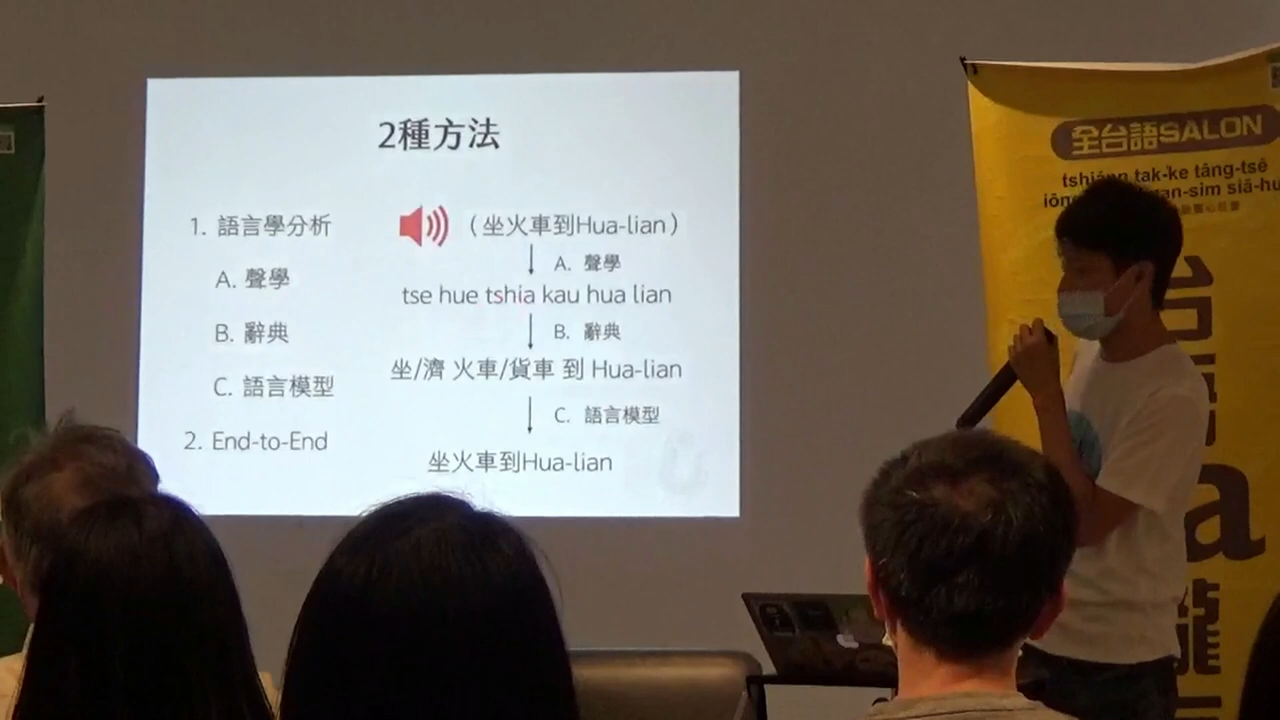 2種方法
1. 語言學分析
A. 聲學
B. 辭典
C. 語言模型
2. End-to-End
（坐火車到Hua-lian）
A. 聲學
tse hue tshia kau hua lian
B. 辭典
坐/濟 火車/貨車 到 Hua-lian
C. 語言模型
坐火車到Hua-lian
全台語SALON
tak-ke tâng-tsê
siā-hu
台
a
龍